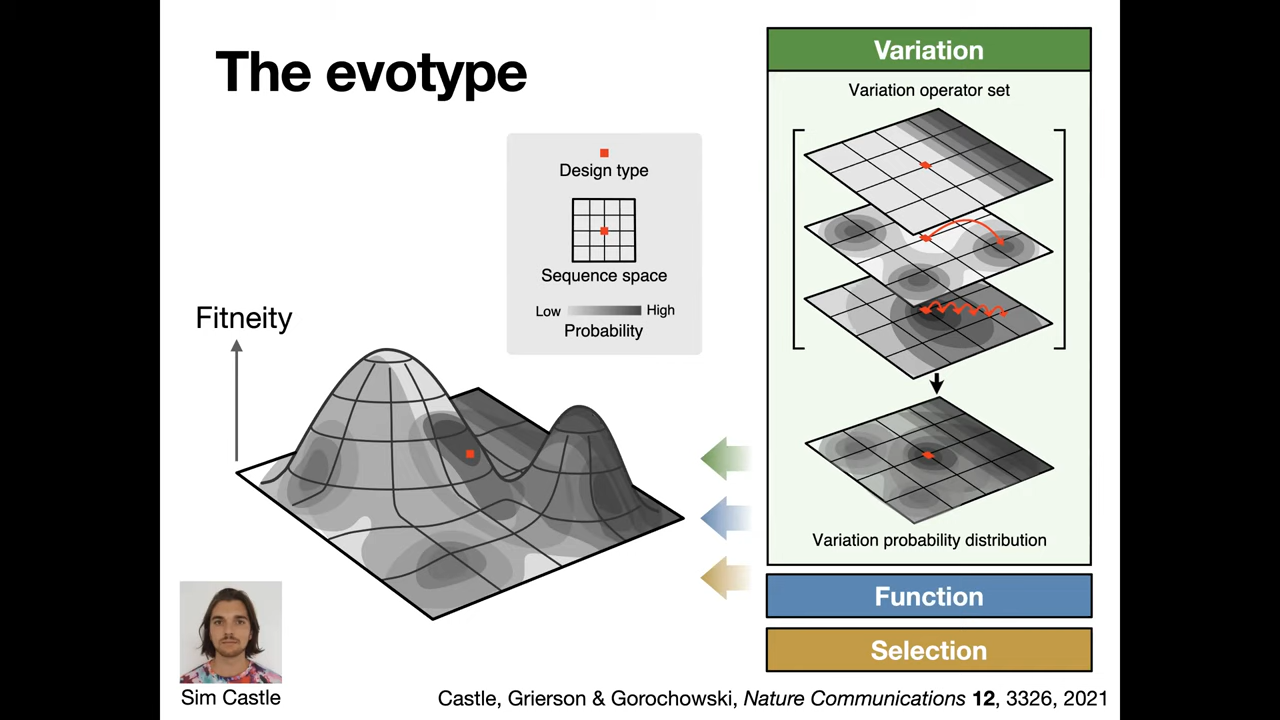 The evotype
Design type
Sequence space
Low High
Probability
Fitneity
Variation
Variation operator set
Variation probability distribution
Function
Selection
Sim Castle
Castle, Grierson & Gorochowski, Nature Communications 12, 3326, 2021